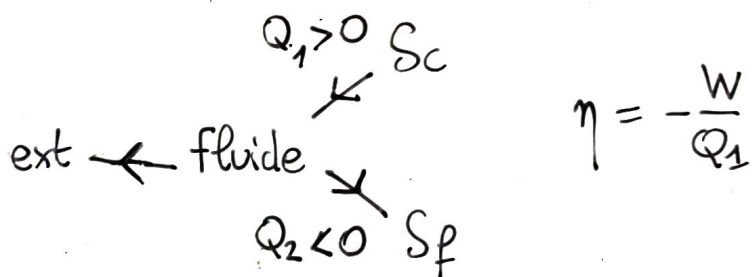 Q₁>0 Sc
ext fluide
η = -W/Q₁
Q₂<0 Sf